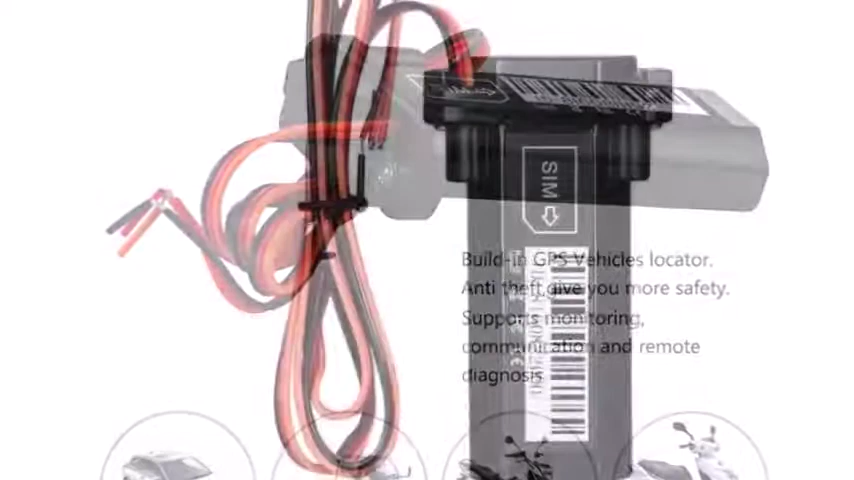 SIM
Build-in GPS Vehicles locator.
Anti theft,give you more safety.
Supports monitoring,
communication and remote
diagnosis